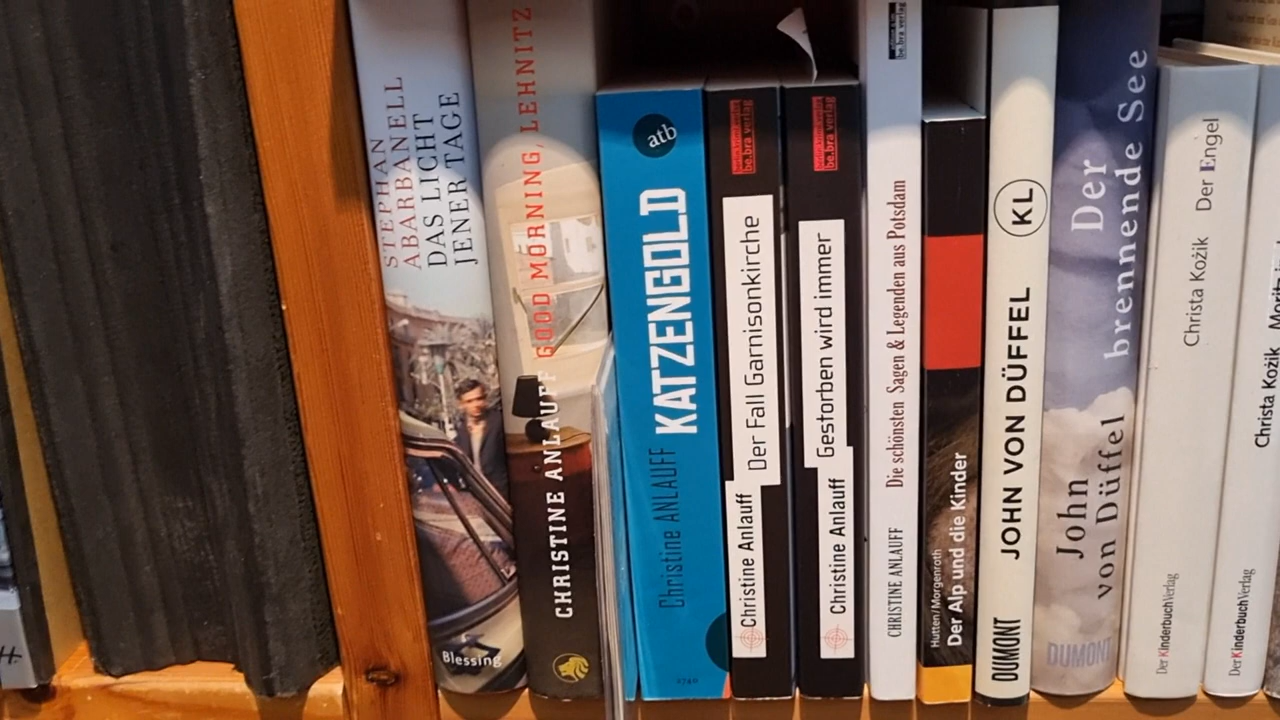 STEPHAN
ABARBANELL
DAS LICHT
JENER TAGE
Blessing
CHRISTINE ANLAUFF GOOD MORNING, LEHNITZ
atb
Christine ANLAUFF KATZENGOLD
2740
be.bra verlag
Christine Anlauff Der Fall Garnisonkirche
be.bra verlag
Christine Anlauff Gestorben wird immer
be.bra verlag
CHRISTINE ANLAUFF Die schönsten Sagen & Legenden aus Potsdam
Hutten/Morgenroth
Der Alp und die Kinder
KL
JOHN VON DÜFFEL
DUMONT
John
von Düffel
Der
brennende See
DUMONT
Christa Kožik Der Engel
Der KinderbuchVerlag
Christa Kožik
Der KinderbuchVerlag